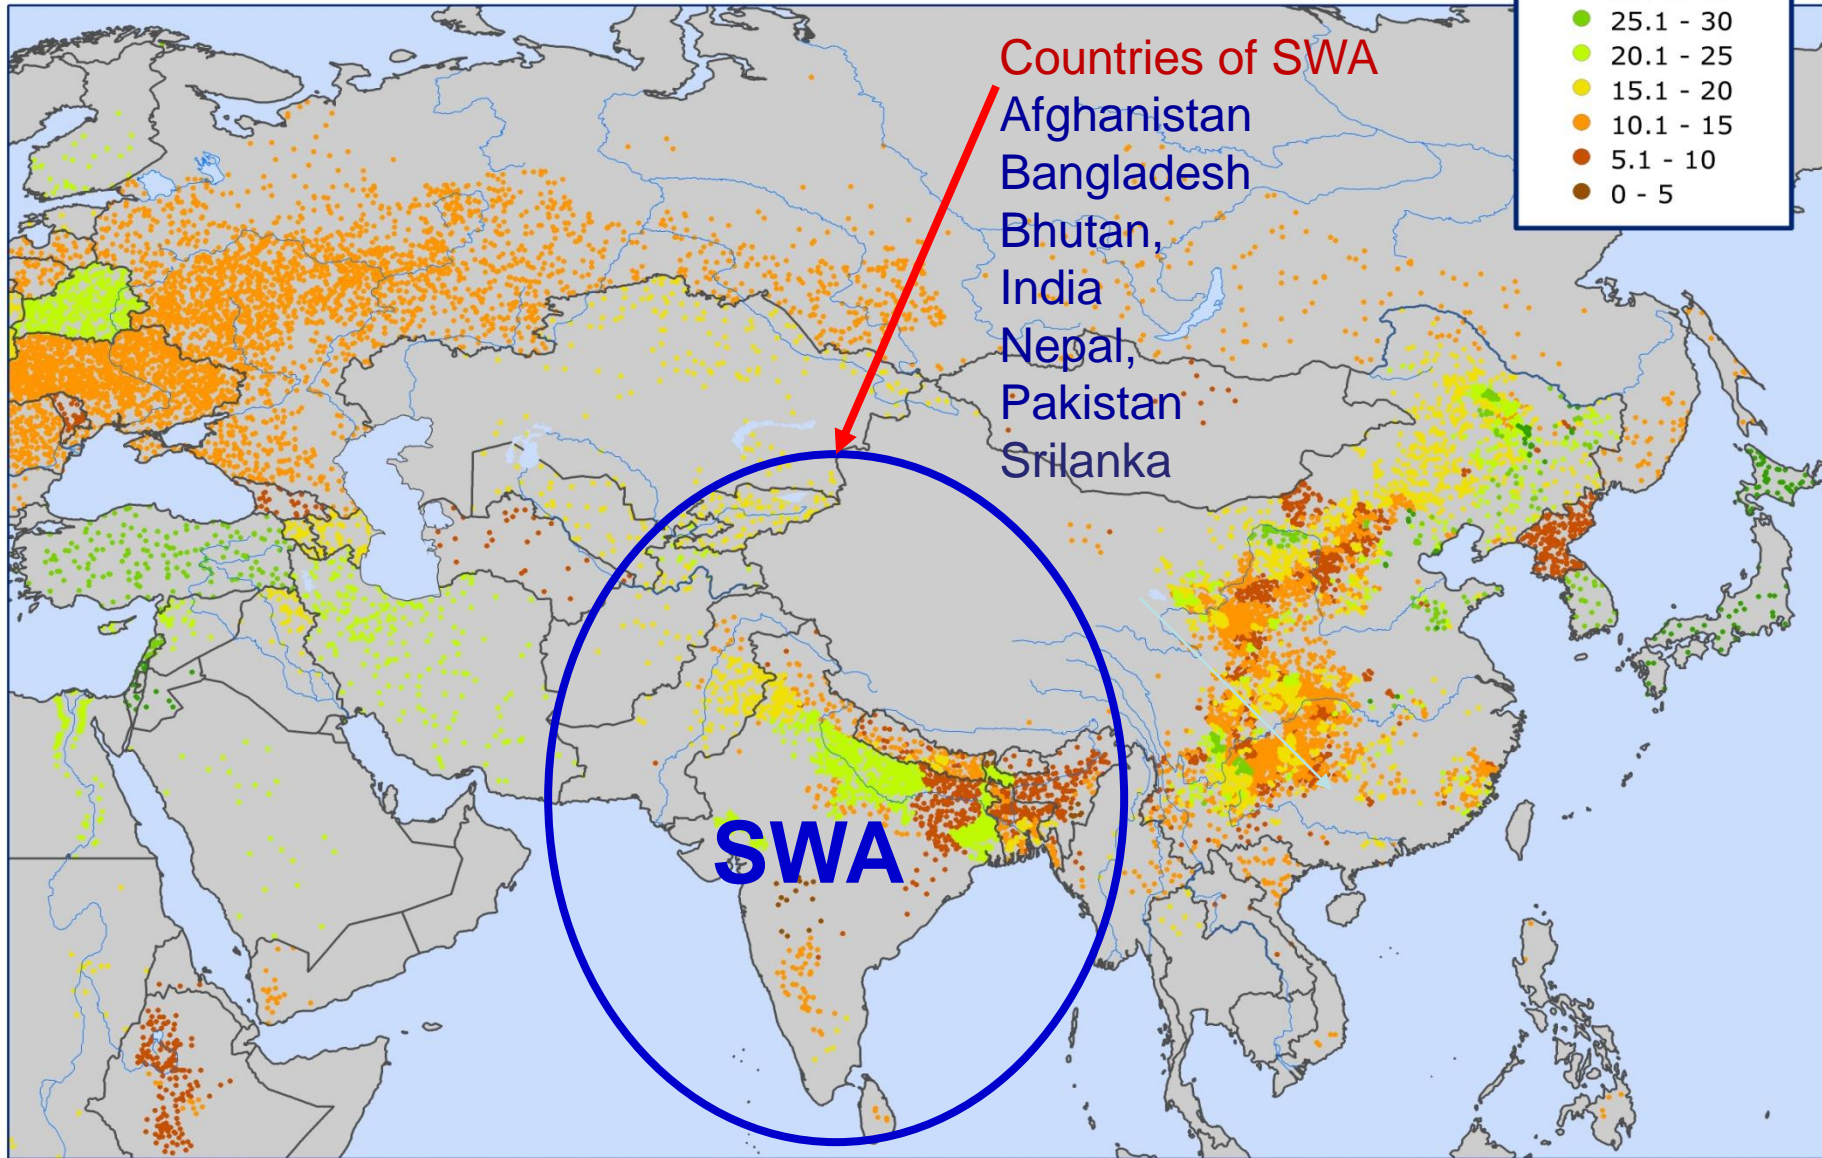 25.1 - 30
20.1 - 25
15.1 - 20
10.1 - 15
5.1 - 10
0 - 5
Countries of SWA
Afghanistan
Bangladesh
Bhutan,
India
Nepal,
Pakistan
Srilanka
SWA